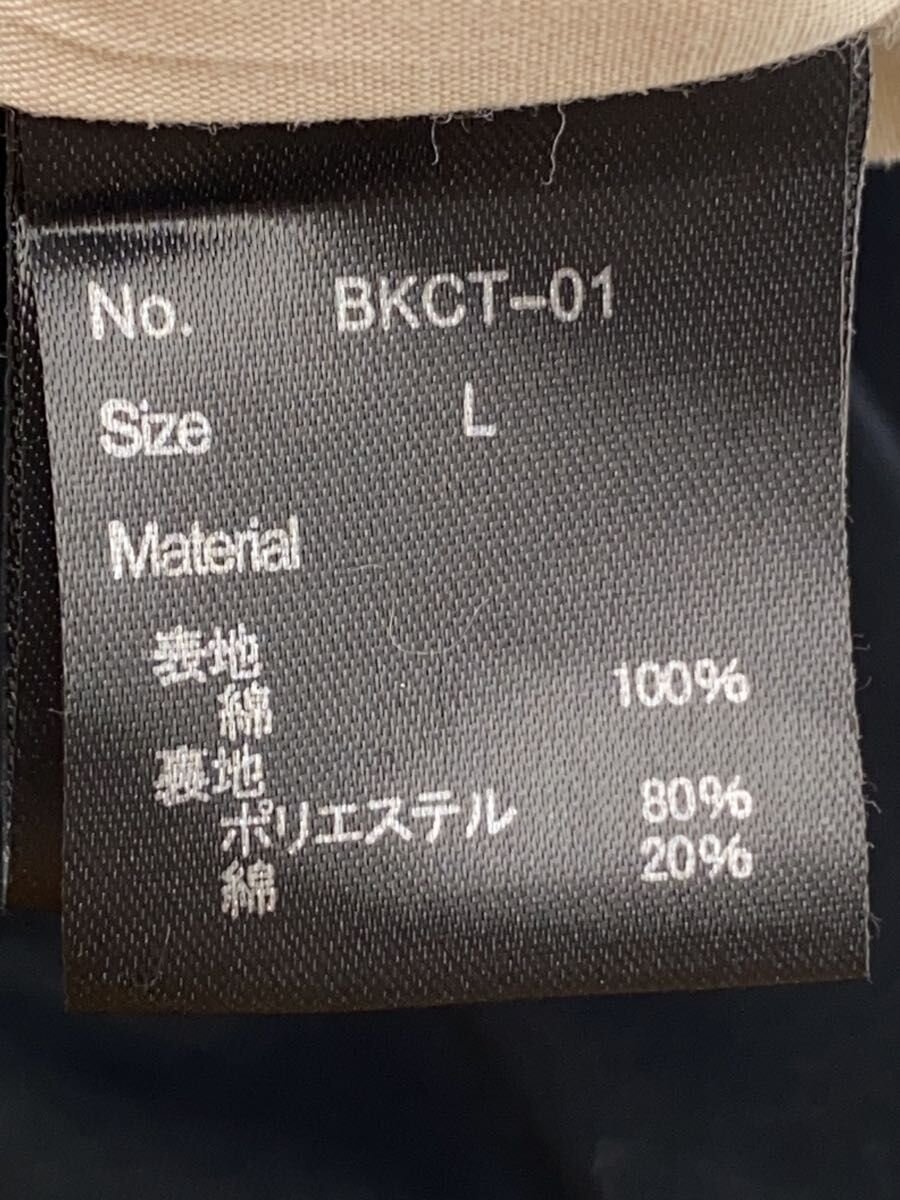 No. BKCT-01
Size L
Material
表地
綿 100%
裏地
ポリエステル 80%
綿 20%